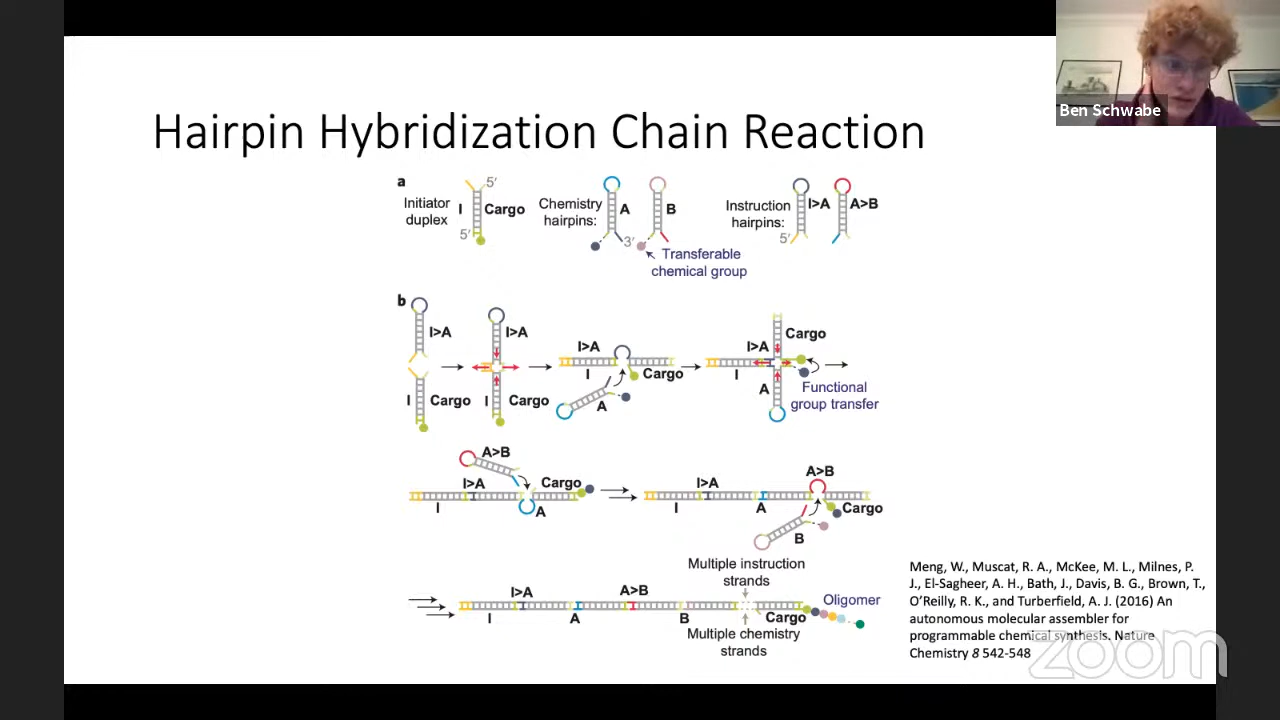 Ben Schwabe
Hairpin Hybridization Chain Reaction
a
Initiator
duplex
I
Cargo
5′
5′
Chemistry
hairpins:
A
B
3′
Transferable
chemical group
Instruction
hairpins:
I>A
A>B
5′
b
I>A
I
Cargo
I>A
I
Cargo
I>A
I
Cargo
A
Cargo
I>A
I
A
Functional
group transfer
A>B
I>A
Cargo
I
A
A>B
I>A
I
A
Cargo
B
Multiple instruction
strands
I>A
A>B
Oligomer
I
A
B
Cargo
Multiple chemistry
strands
Meng, W., Muscat, R. A., McKee, M. L., Milnes, P.
J., El-Sagheer, A. H., Bath, J., Davis, B. G., Brown, T.,
O’Reilly, R. K., and Turberfield, A. J. (2016) An
autonomous molecular assembler for
programmable chemical synthesis. Nature
Chemistry 8 542-548
zoom